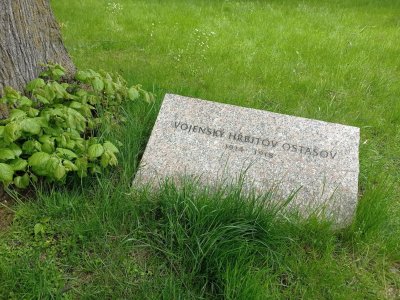 VOJENSKÝ HŘBITOV OSTAŠOV
1914 - 1918